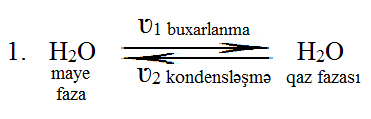 υ1 buxarlanma
1. H2O ⇄ H2O
υ2 kondensləşmə
maye qaz fazası
faza